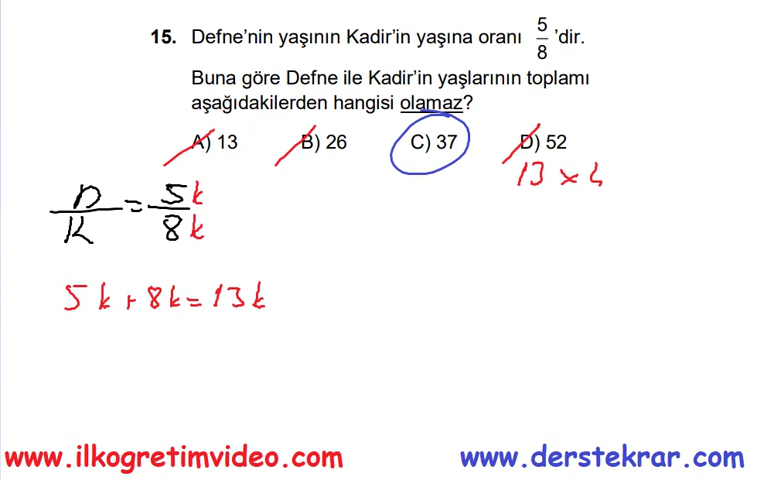 15. Defne'nin yaşının Kadir'in yaşına oranı 5/8 'dir.
Buna göre Defne ile Kadir'in yaşlarının toplamı
aşağıdakilerden hangisi olamaz?
A) 13 B) 26 C) 37 D) 52
13 x 4
D/K = 5k/8k
5k + 8k = 13k
www.ilkogretimvideo.com www.derstekrar.com